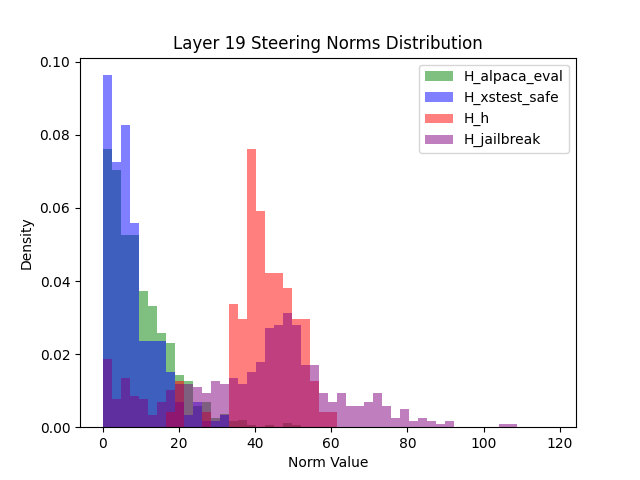 Layer 19 Steering Norms Distribution
H_alpaca_eval
H_xstest_safe
H_h
H_jailbreak
0.10
0.08
0.06
0.04
0.02
0.00
Density
0 20 40 60 80 100 120
Norm Value